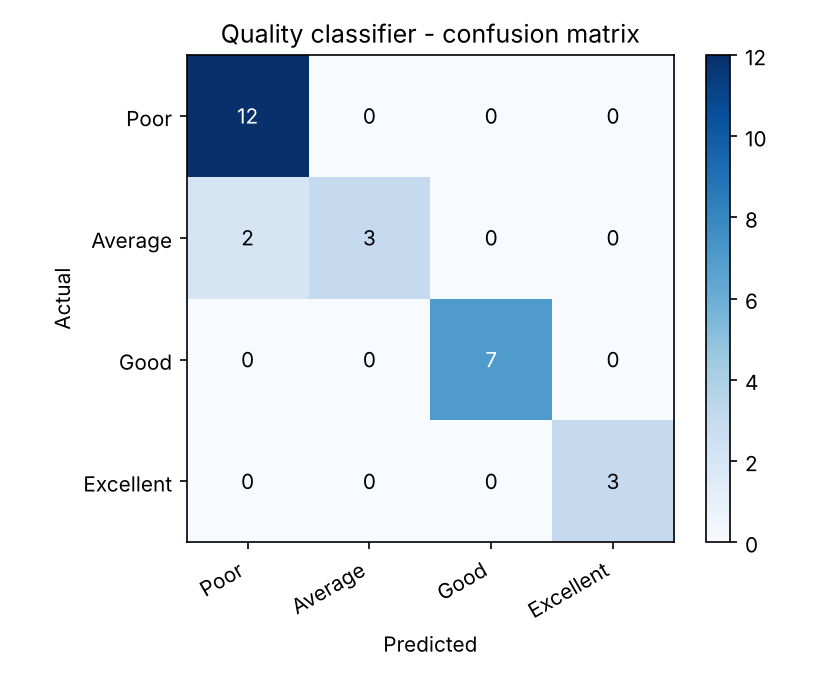 Quality classifier - confusion matrix
Actual
Poor 12 0 0 0
Average 2 3 0 0
Good 0 0 7 0
Excellent 0 0 0 3
Poor Average Good Excellent
Predicted
12
10
8
6
4
2
0